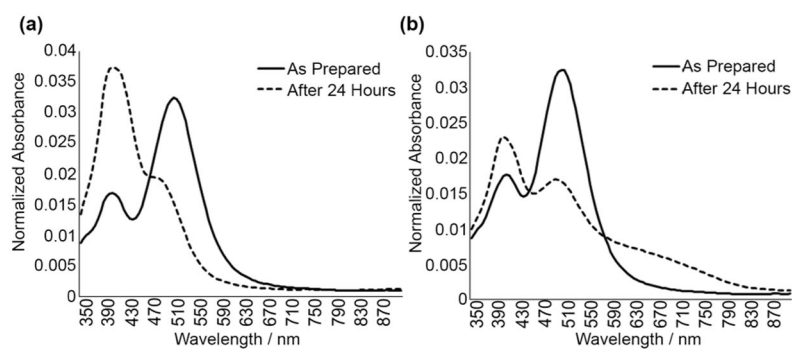 (a)
0.04
0.035
0.03
0.025
0.02
0.015
0.01
0.005
0
Normalized Absorbance
As Prepared
After 24 Hours
350 390 430 470 510 550 590 630 670 710 750 790 830 870
Wavelength / nm
(b)
0.035
0.03
0.025
0.02
0.015
0.01
0.005
0
Normalized Absorbance
As Prepared
After 24 Hours
350 390 430 470 510 550 590 630 670 710 750 790 830 870
Wavelength / nm